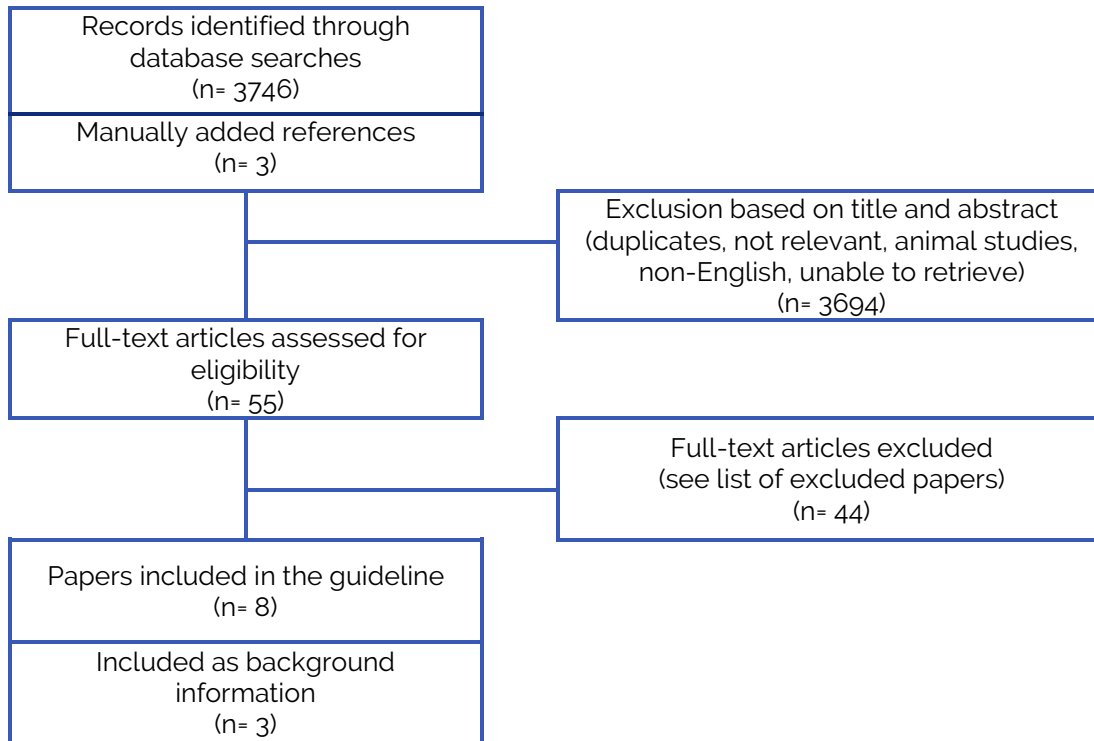 Records identified through
database searches
(n= 3746)
Manually added references
(n= 3)
Exclusion based on title and abstract
(duplicates, not relevant, animal studies,
non-English, unable to retrieve)
(n= 3694)
Full-text articles assessed for
eligibility
(n= 55)
Full-text articles excluded
(see list of excluded papers)
(n= 44)
Papers included in the guideline
(n= 8)
Included as background
information
(n= 3)